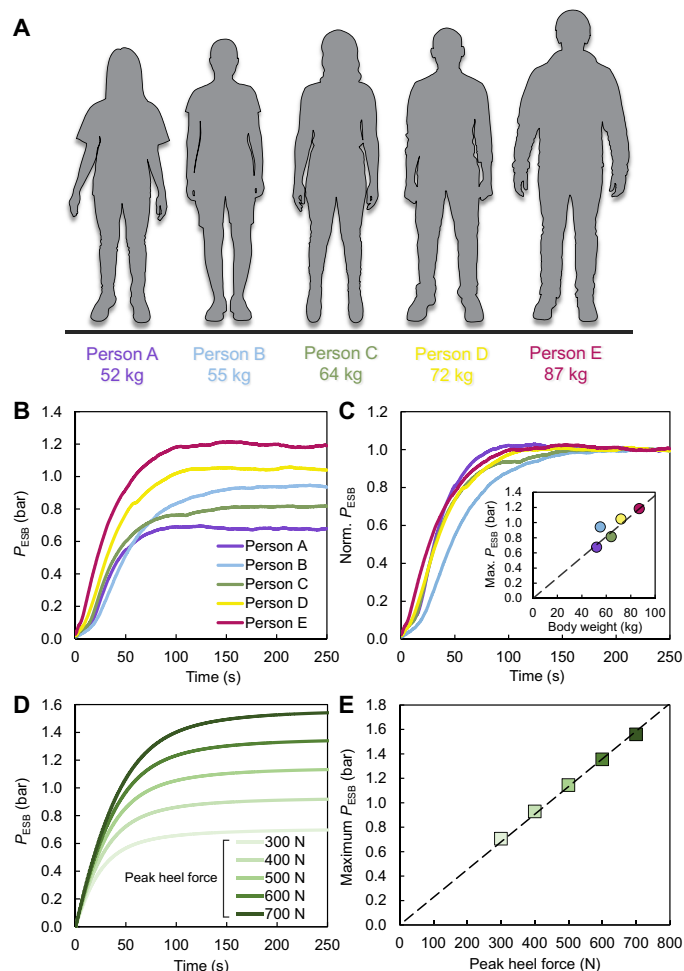 A
Person A
52 kg
Person B
55 kg
Person C
64 kg
Person D
72 kg
Person E
87 kg
B
1.4
1.2
1.0
0.8
0.6
0.4
0.2
0.0
P_ESB (bar)
Person A
Person B
Person C
Person D
Person E
0 50 100 150 200 250
Time (s)
C
1.2
1.0
0.8
0.6
0.4
0.2
0.0
Norm. P_ESB
1.4
1.2
1.0
0.8
0.6
0.4
0.2
0.0
Max. P_ESB (bar)
0 20 40 60 80 100
Body weight (kg)
0 50 100 150 200 250
Time (s)
D
1.6
1.4
1.2
1.0
0.8
0.6
0.4
0.2
0.0
P_ESB (bar)
Peak heel force
300 N
400 N
500 N
600 N
700 N
0 50 100 150 200 250
Time (s)
E
1.8
1.6
1.4
1.2
1.0
0.8
0.6
0.4
0.2
0.0
Maximum P_ESB (bar)
0 100 200 300 400 500 600 700 800
Peak heel force (N)